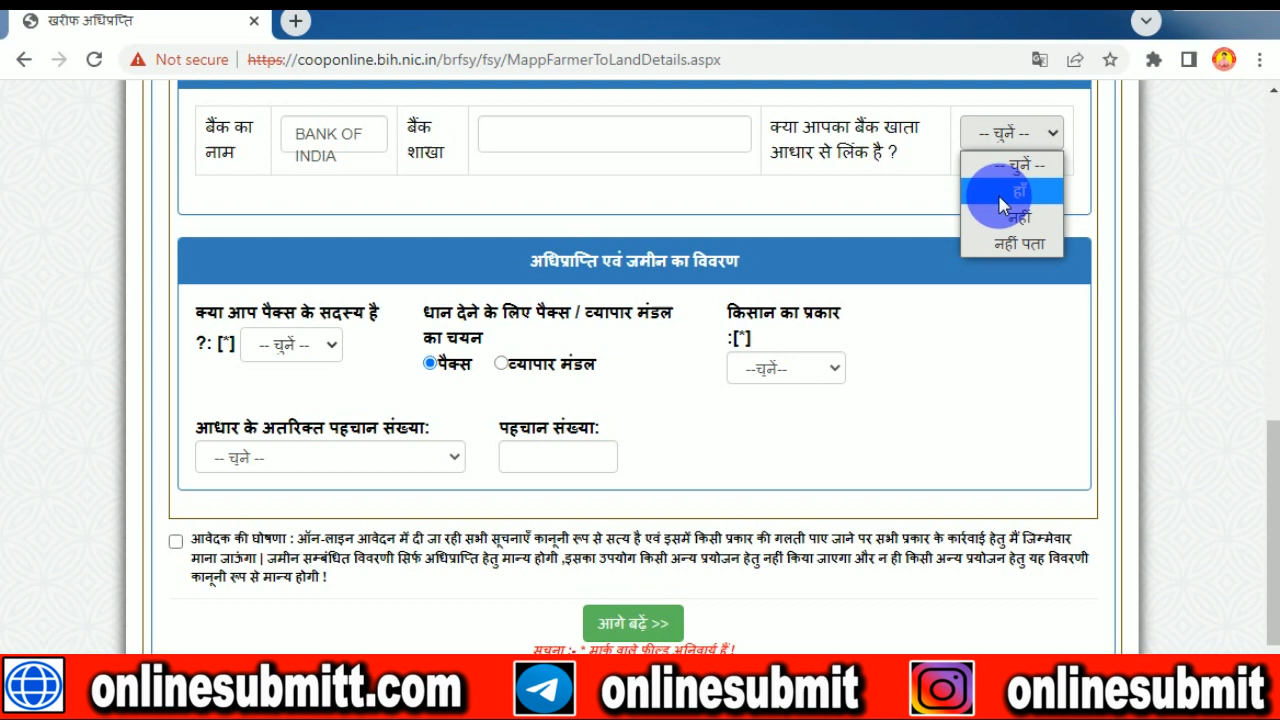 खरीफ अधिप्राप्ति
Not secure | https://cooponline.bih.nic.in/brfsy/fsy/MappFarmerToLandDetails.aspx
बैंक का नाम
BANK OF INDIA
बैंक शाखा
क्या आपका बैंक खाता आधार से लिंक है ?
-- चुनें --
-- चुनें --
हाँ
नहीं
नहीं पता
अधिप्राप्ति एवं जमीन का विवरण
क्या आप पैक्स के सदस्य है ?: [*]
-- चुनें --
धान देने के लिए पैक्स / व्यापार मंडल का चयन
पैक्स व्यापार मंडल
किसान का प्रकार :[*]
--चुनें--
आधार के अतरिक्त पहचान संख्या:
-- चुने --
पहचान संख्या:
आवेदक की घोषणा : ऑन-लाइन आवेदन में दी जा रही सभी सूचनाएँ कानूनी रूप से सत्य है एवं इसमें किसी प्रकार की गलती पाए जाने पर सभी प्रकार के कार्रवाई हेतु मैं जिम्मेवार
माना जाऊंगा | जमीन सम्बंधित विवरणी सिर्फ अधिप्राप्ति हेतु मान्य होगी ,इसका उपयोग किसी अन्य प्रयोजन हेतु नहीं किया जाएगा और न ही किसी अन्य प्रयोजन हेतु यह विवरणी
कानूनी रूप से मान्य होगी !
आगे बढ़ें >>
सूचना :- * मार्क वाले फील्ड अनिवार्य हैं !
onlinesubmitt.com
onlinesubmit
onlinesubmit